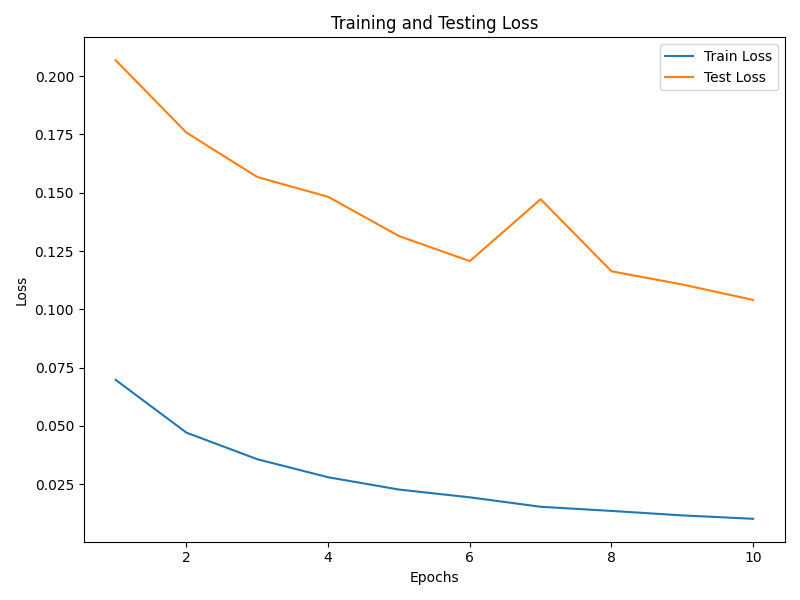 Training and Testing Loss
Train Loss
Test Loss
0.200
0.175
0.150
0.125
0.100
0.075
0.050
0.025
Loss
2 4 6 8 10
Epochs